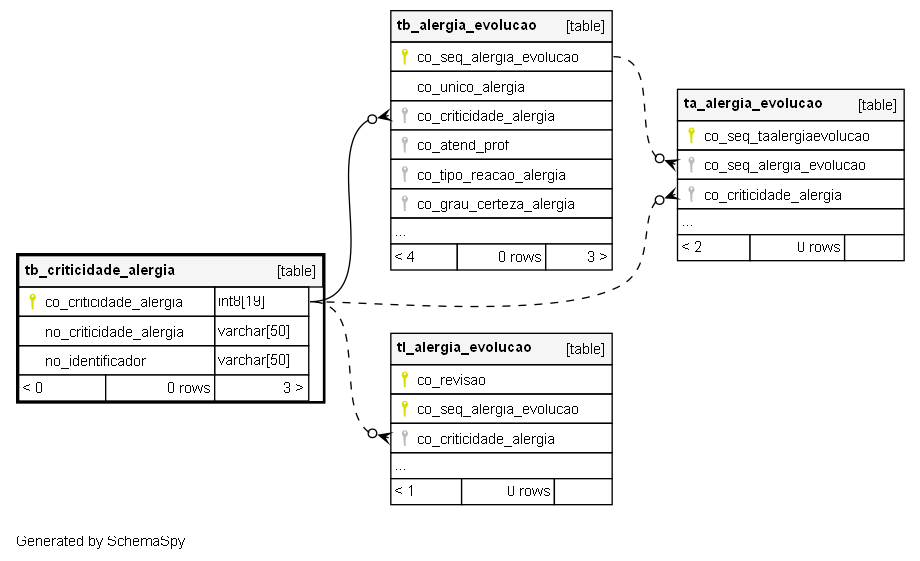 tb_alergia_evolucao [table]
co_seq_alergia_evolucao
co_unico_alergia
co_criticidade_alergia
co_atend_prof
co_tipo_reacao_alergia
co_grau_certeza_alergia
...
< 4 0 rows 3 >
ta_alergia_evolucao [table]
co_seq_taalergiaevolucao
co_seq_alergia_evolucao
co_criticidade_alergia
...
< 2 0 rows
tb_criticidade_alergia [table]
co_criticidade_alergia int8[19]
no_criticidade_alergia varchar[50]
no_identificador varchar[50]
< 0 0 rows 3 >
tl_alergia_evolucao [table]
co_revisao
co_seq_alergia_evolucao
co_criticidade_alergia
...
< 1 0 rows
Generated by SchemaSpy